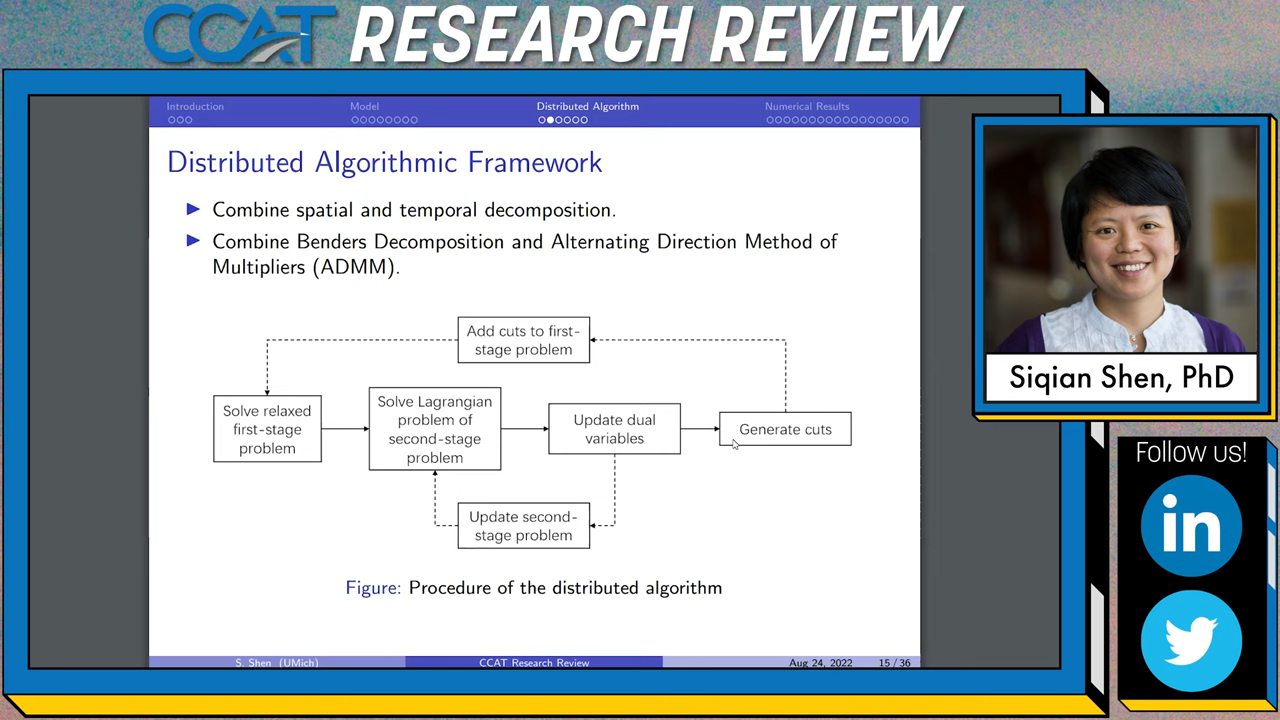 CCAT RESEARCH REVIEW
Introduction
Model
Distributed Algorithm
Numerical Results
Distributed Algorithmic Framework
Combine spatial and temporal decomposition.
Combine Benders Decomposition and Alternating Direction Method of
Multipliers (ADMM).
Add cuts to first-
stage problem
Solve relaxed
first-stage
problem
Solve Lagrangian
problem of
second-stage
problem
Update dual
variables
Generate cuts
Update second-
stage problem
Figure: Procedure of the distributed algorithm
S. Shen (UMich)
CCAT Research Review
Aug 24, 2022
15 / 36
Siqian Shen, PhD
Follow us!
in